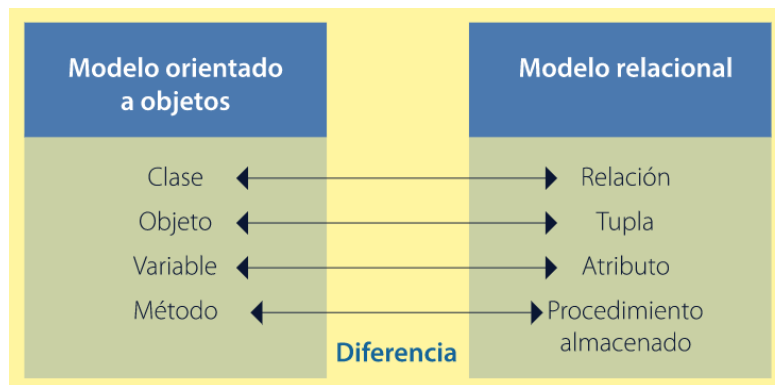 Modelo orientado
a objetos
Modelo relacional
Clase
Relación
Objeto
Tupla
Variable
Atributo
Método
Procedimiento
almacenado
Diferencia